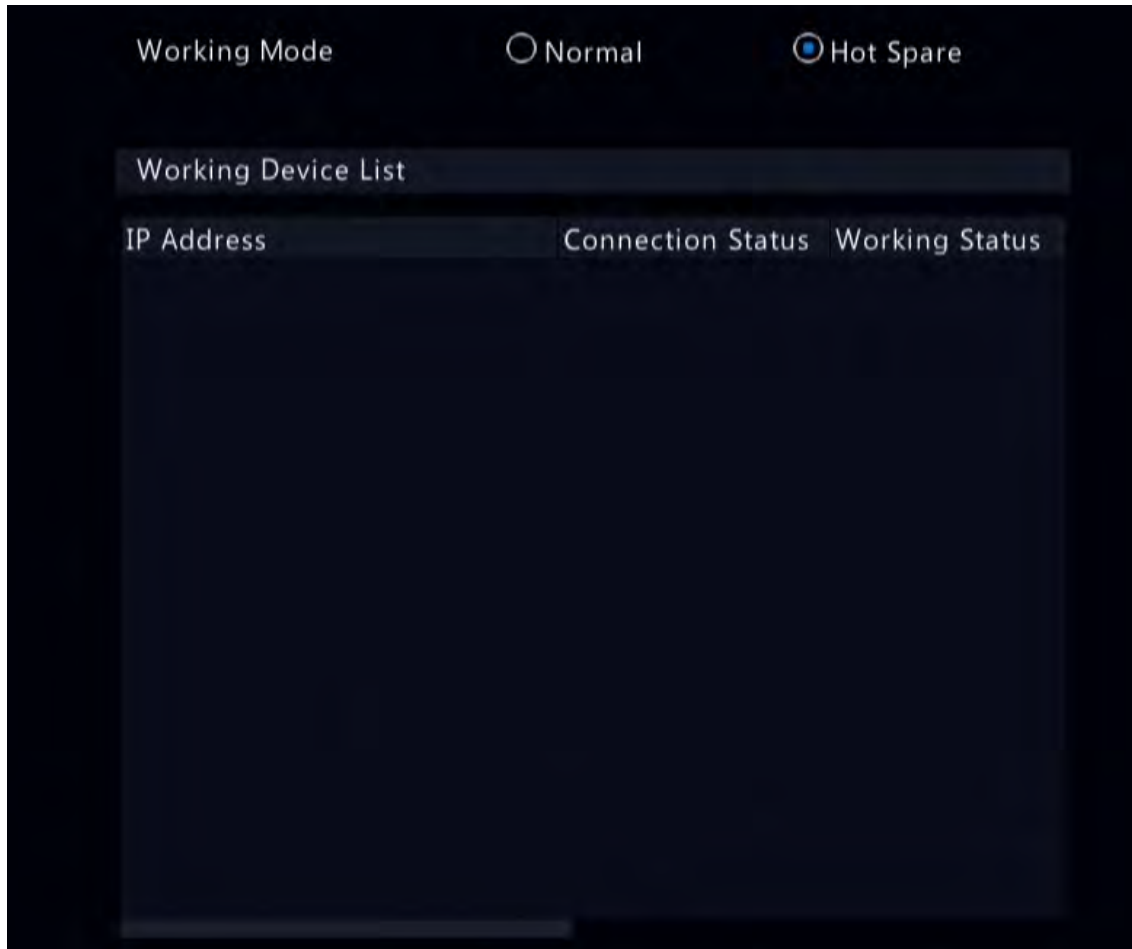 Working Mode Normal Hot Spare
Working Device List
IP Address Connection Status Working Status